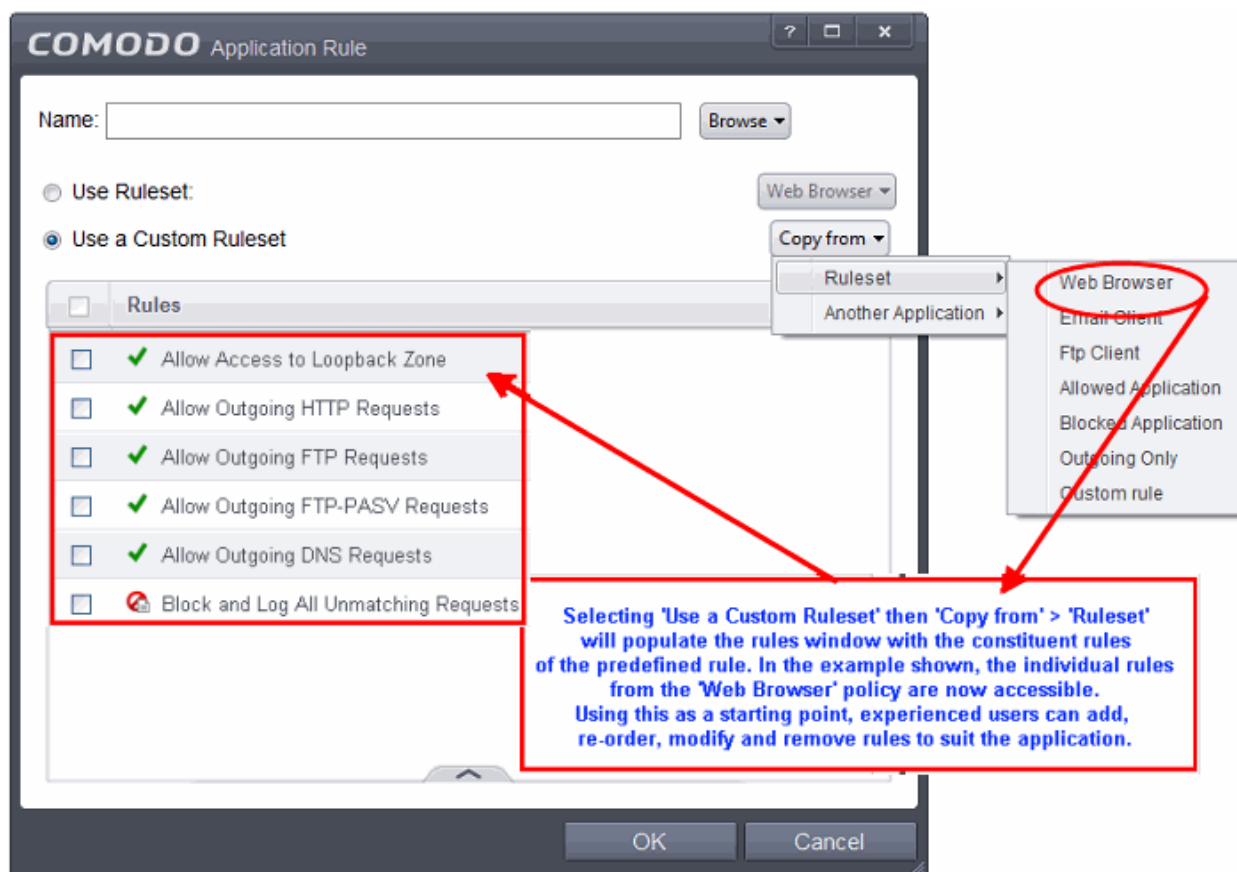 COMODO Application Rule
?
Name:
Browse
Use Ruleset:
Web Browser
Use a Custom Ruleset
Copy from
Ruleset
Another Application
Web Browser
Email Client
Ftp Client
Allowed Application
Blocked Application
Outgoing Only
Custom rule
Rules
Allow Access to Loopback Zone
Allow Outgoing HTTP Requests
Allow Outgoing FTP Requests
Allow Outgoing FTP-PASV Requests
Allow Outgoing DNS Requests
Block and Log All Unmatching Requests
Selecting 'Use a Custom Ruleset' then 'Copy from' > 'Ruleset'
will populate the rules window with the constituent rules
of the predefined rule. In the example shown, the individual rules
from the 'Web Browser' policy are now accessible.
Using this as a starting point, experienced users can add,
re-order, modify and remove rules to suit the application.
OK
Cancel